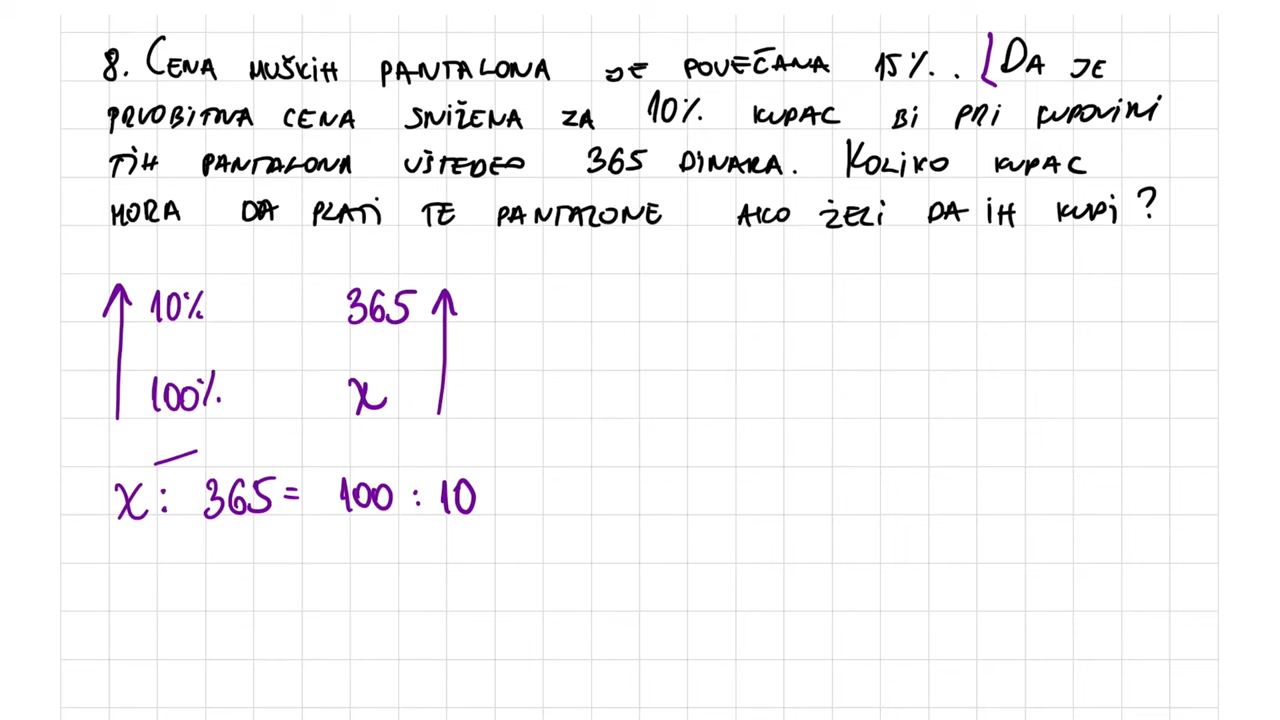 8. CENA MUŠKIH PANTALONA JE POVEČANA 15%. . DA JE
PRVOBITNA CENA SNIŽENA ZA 10% KUPAC BI PRI KUPOVINI
TIH PANTALONA UŠTEDEO 365 DINARA. KOLIKO KUPAC
MORA DA PLATI TE PANTALONE AKO ŽELI DA IH KUPI?
10% 365
100% x
x : 365 = 100 : 10